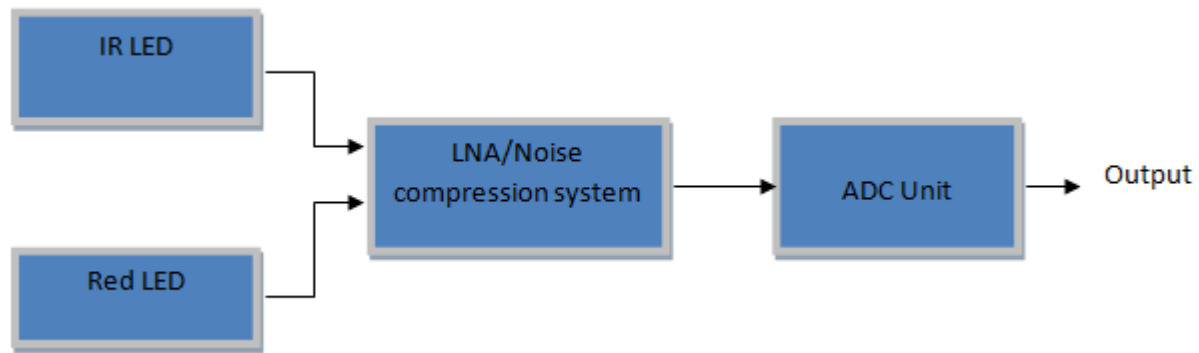 IR LED
LNA/Noise
compression system
ADC Unit
Output
Red LED